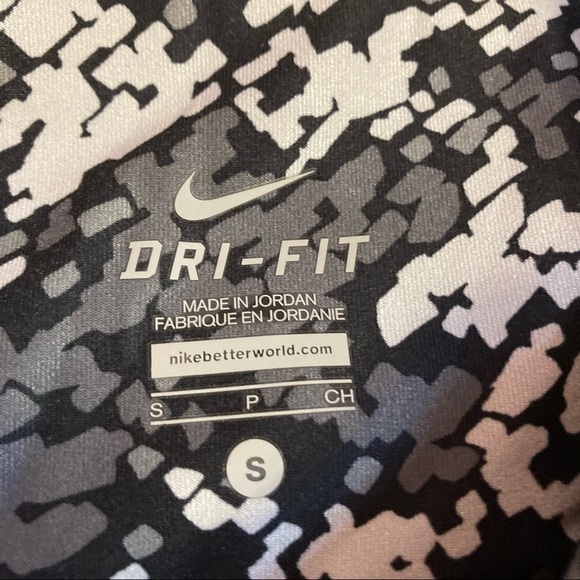 DRI-FIT
MADE IN JORDAN
FABRIQUE EN JORDANIE
nikebetterworld.com
S P CH
S